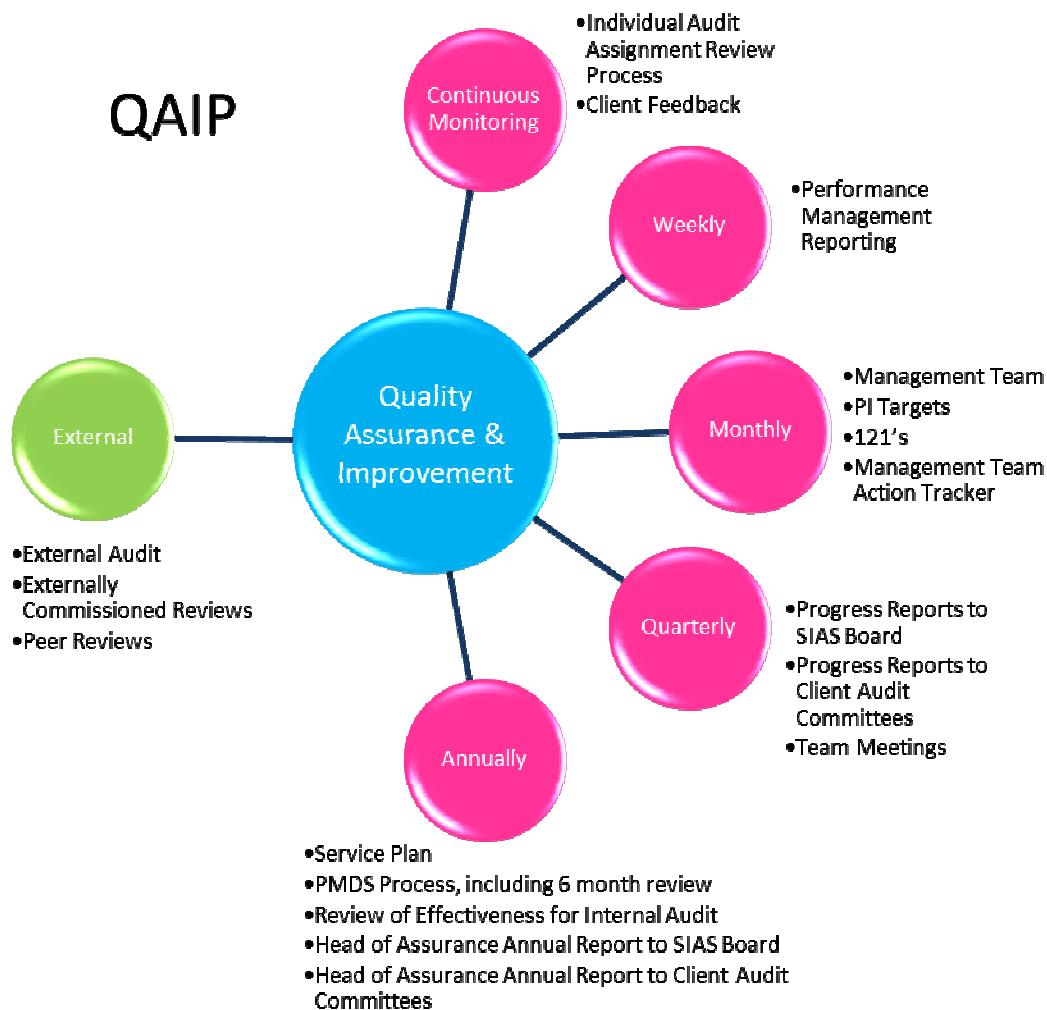 QAIP
Continuous
Monitoring
•Individual Audit
Assignment Review
Process
•Client Feedback
Weekly
•Performance
Management
Reporting
Monthly
•Management Team
•PI Targets
•121's
•Management Team
Action Tracker
Quality
Assurance &
Improvement
External
•External Audit
•Externally
Commissioned Reviews
•Peer Reviews
Quarterly
•Progress Reports to
SIAS Board
•Progress Reports to
Client Audit
Committees
•Team Meetings
Annually
•Service Plan
•PMDS Process, including 6 month review
•Review of Effectiveness for Internal Audit
•Head of Assurance Annual Report to SIAS Board
•Head of Assurance Annual Report to Client Audit
Committees